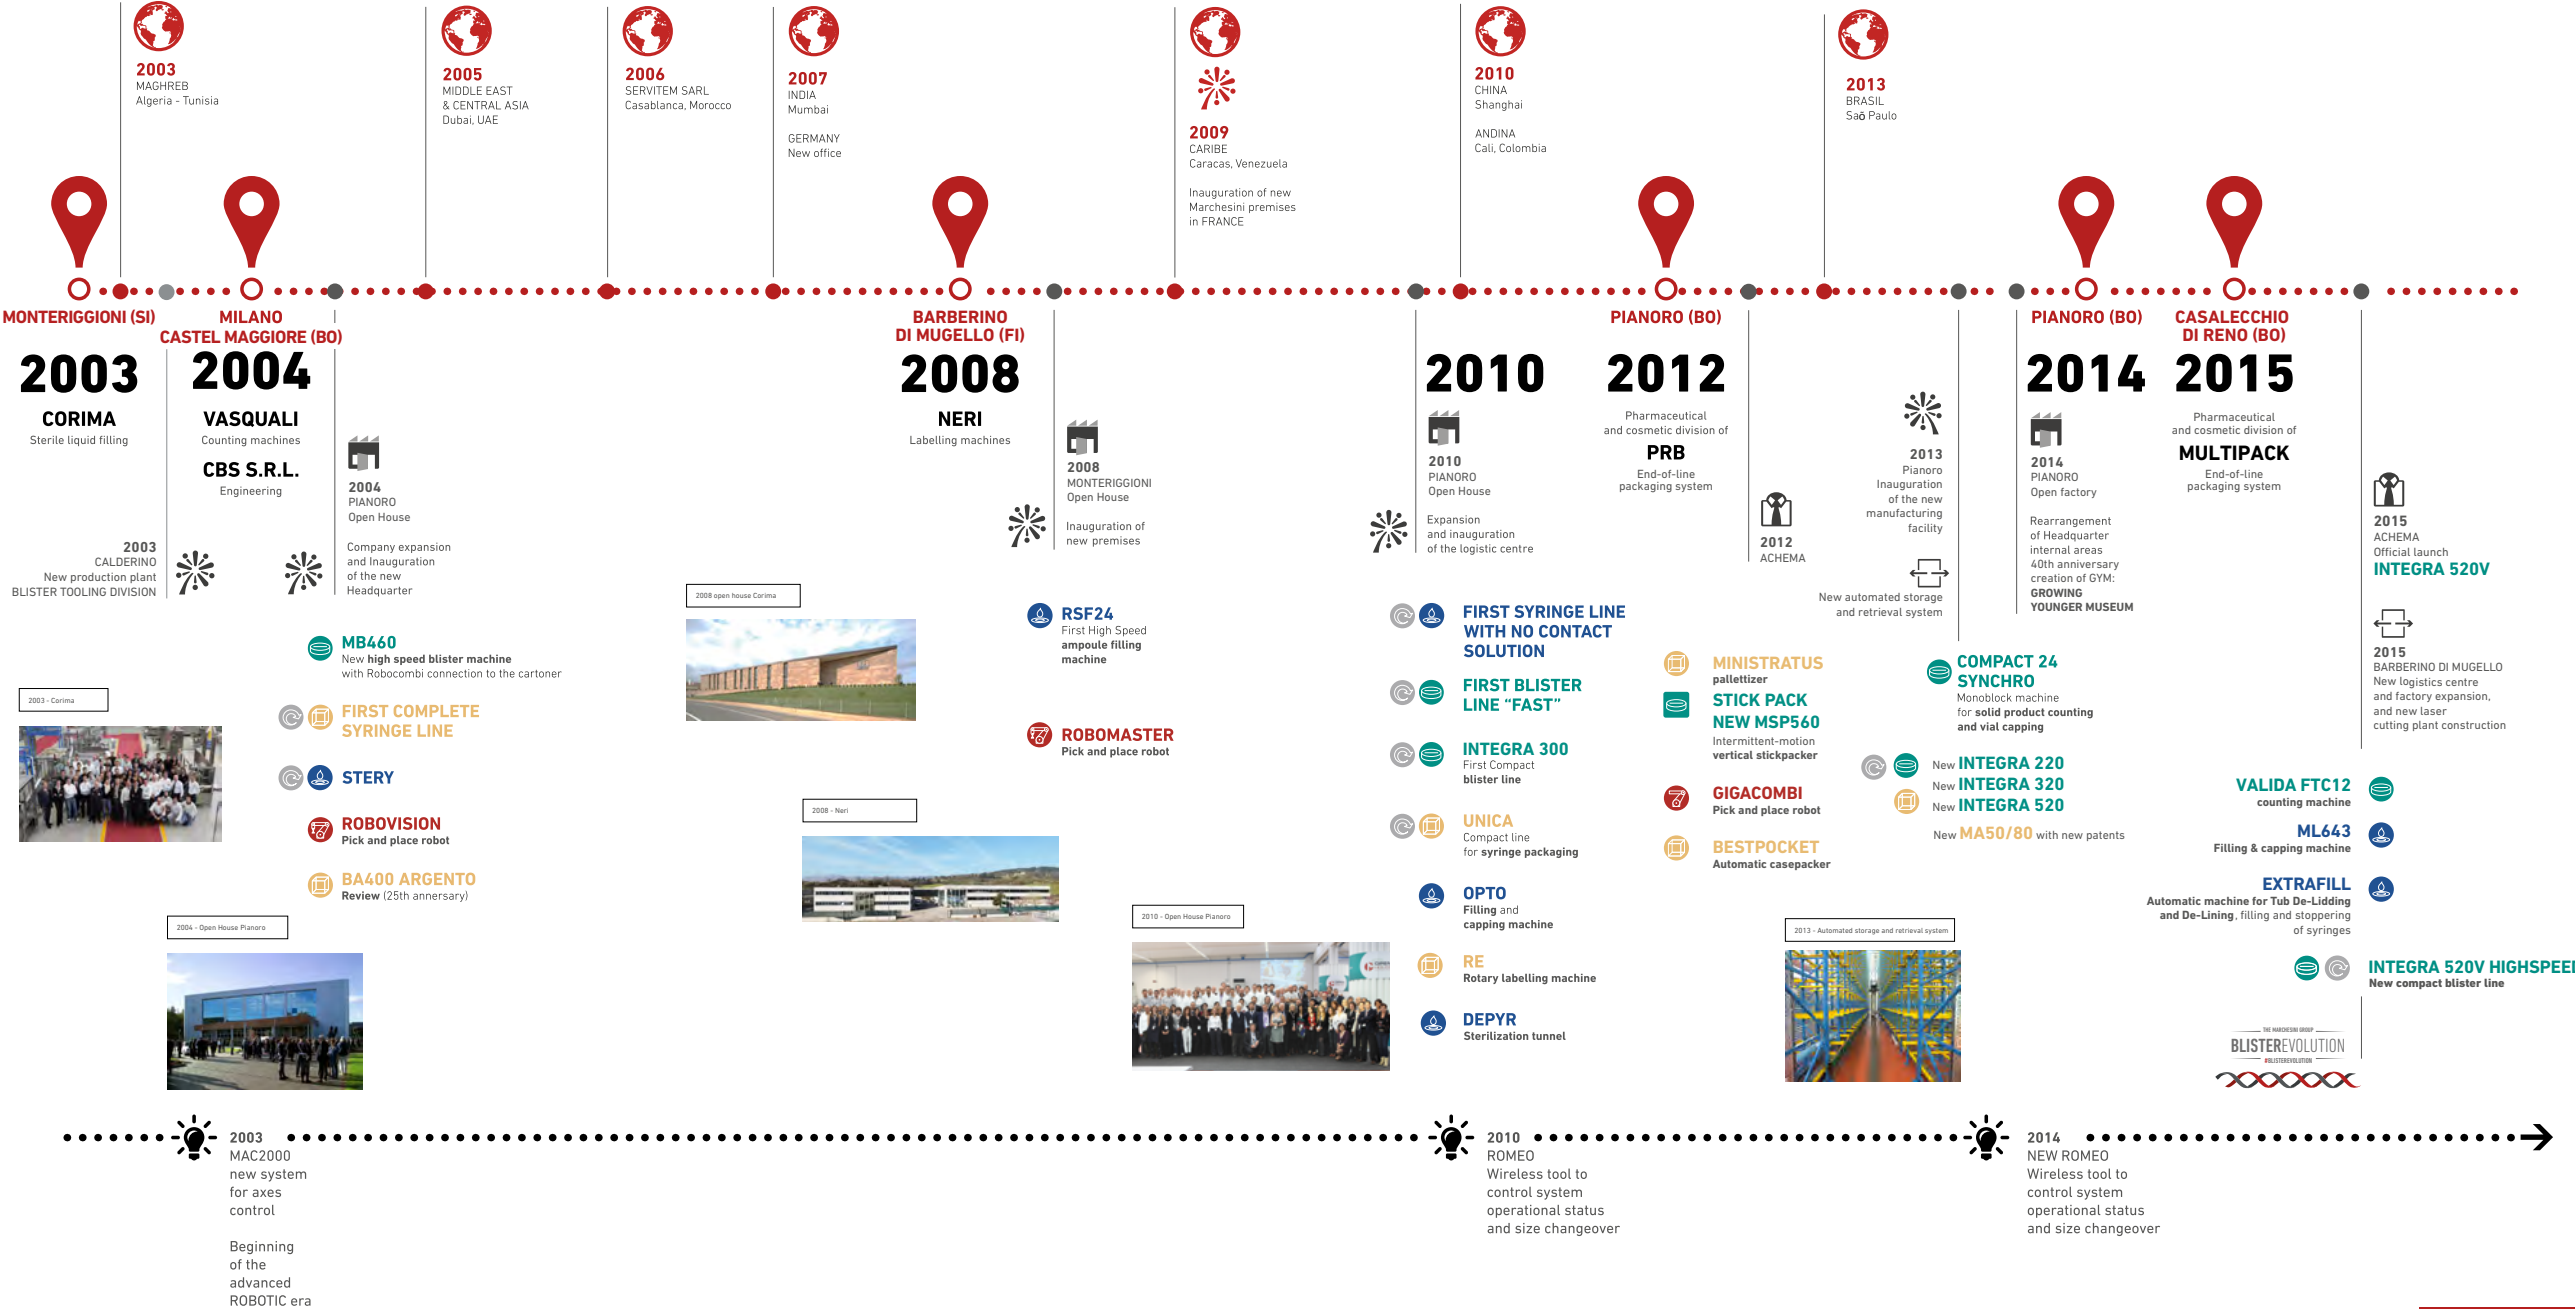 2003
MAGHREB
Algeria - Tunisia
2005
MIDDLE EAST
& CENTRAL ASIA
Dubai, UAE
2006
SERVITEM SARL
Casablanca, Morocco
2007
INDIA
Mumbai
GERMANY
New office
2009
CARIBE
Caracas, Venezuela
Inauguration of new
Marchesini premises
in FRANCE
2010
CHINA
Shanghai
ANDINA
Cali, Colombia
2013
BRASIL
Saõ Paulo
MONTERIGGIONI (SI)
2003
CORIMA
Sterile liquid filling
2003
CALDERINO
New production plant
BLISTER TOOLING DIVISION
2003 - Corima
MILANO
CASTEL MAGGIORE (BO)
2004
VASQUALI
Counting machines
CBS S.R.L.
Engineering
2004
PIANORO
Open House
Company expansion
and Inauguration
of the new
Headquarter
MB460
New high speed blister machine
with Robocombi connection to the cartoner
FIRST COMPLETE
SYRINGE LINE
STERY
ROBOVISION
Pick and place robot
BA400 ARGENTO
Review (25th annersary)
2004 - Open House Pianoro
2008 open house Corima
2008 - Neri
BARBERINO
DI MUGELLO (FI)
2008
NERI
Labelling machines
2008
MONTERIGGIONI
Open House
Inauguration of
new premises
RSF24
First High Speed
ampoule filling
machine
ROBOMASTER
Pick and place robot
2010 - Open House Pianoro
2010
2010
PIANORO
Open House
Expansion
and inauguration
of the logistic centre
FIRST SYRINGE LINE
WITH NO CONTACT
SOLUTION
FIRST BLISTER
LINE “FAST”
INTEGRA 300
First Compact
blister line
UNICA
Compact line
for syringe packaging
OPTO
Filling and
capping machine
RE
Rotary labelling machine
DEPYR
Sterilization tunnel
PIANORO (BO)
2012
Pharmaceutical
and cosmetic division of
PRB
End-of-line
packaging system
2012
ACHEMA
MINISTRATUS
pallettizer
STICK PACK
NEW MSP560
Intermittent-motion
vertical stickpacker
GIGACOMBI
Pick and place robot
BESTPOCKET
Automatic casepacker
2013
Pianoro
Inauguration
of the new
manufacturing
facility
New automated storage
and retrieval system
COMPACT 24
SYNCHRO
Monoblock machine
for solid product counting
and vial capping
New INTEGRA 220
New INTEGRA 320
New INTEGRA 520
New MA50/80 with new patents
2013 - Automated storage and retrieval system
PIANORO (BO)
2014
2014
PIANORO
Open factory
Rearrangement
of Headquarter
internal areas
40th anniversary
creation of GYM:
GROWING
YOUNGER MUSEUM
CASALECCHIO
DI RENO (BO)
2015
Pharmaceutical
and cosmetic division of
MULTIPACK
End-of-line
packaging system
2015
ACHEMA
Official launch
INTEGRA 520V
2015
BARBERINO DI MUGELLO
New logistics centre
and factory expansion,
and new laser
cutting plant construction
VALIDA FTC12
counting machine
ML643
Filling & capping machine
EXTRAFILL
Automatic machine for Tub De-Lidding
and De-Lining, filling and stoppering
of syringes
INTEGRA 520V HIGHSPEED
New compact blister line
THE MARCHESINI GROUP
BLISTEREVOLUTION
#BLISTEREVOLUTION
2003
MAC2000
new system
for axes
control
Beginning
of the
advanced
ROBOTIC era
2010
ROMEO
Wireless tool to
control system
operational status
and size changeover
2014
NEW ROMEO
Wireless tool to
control system
operational status
and size changeover